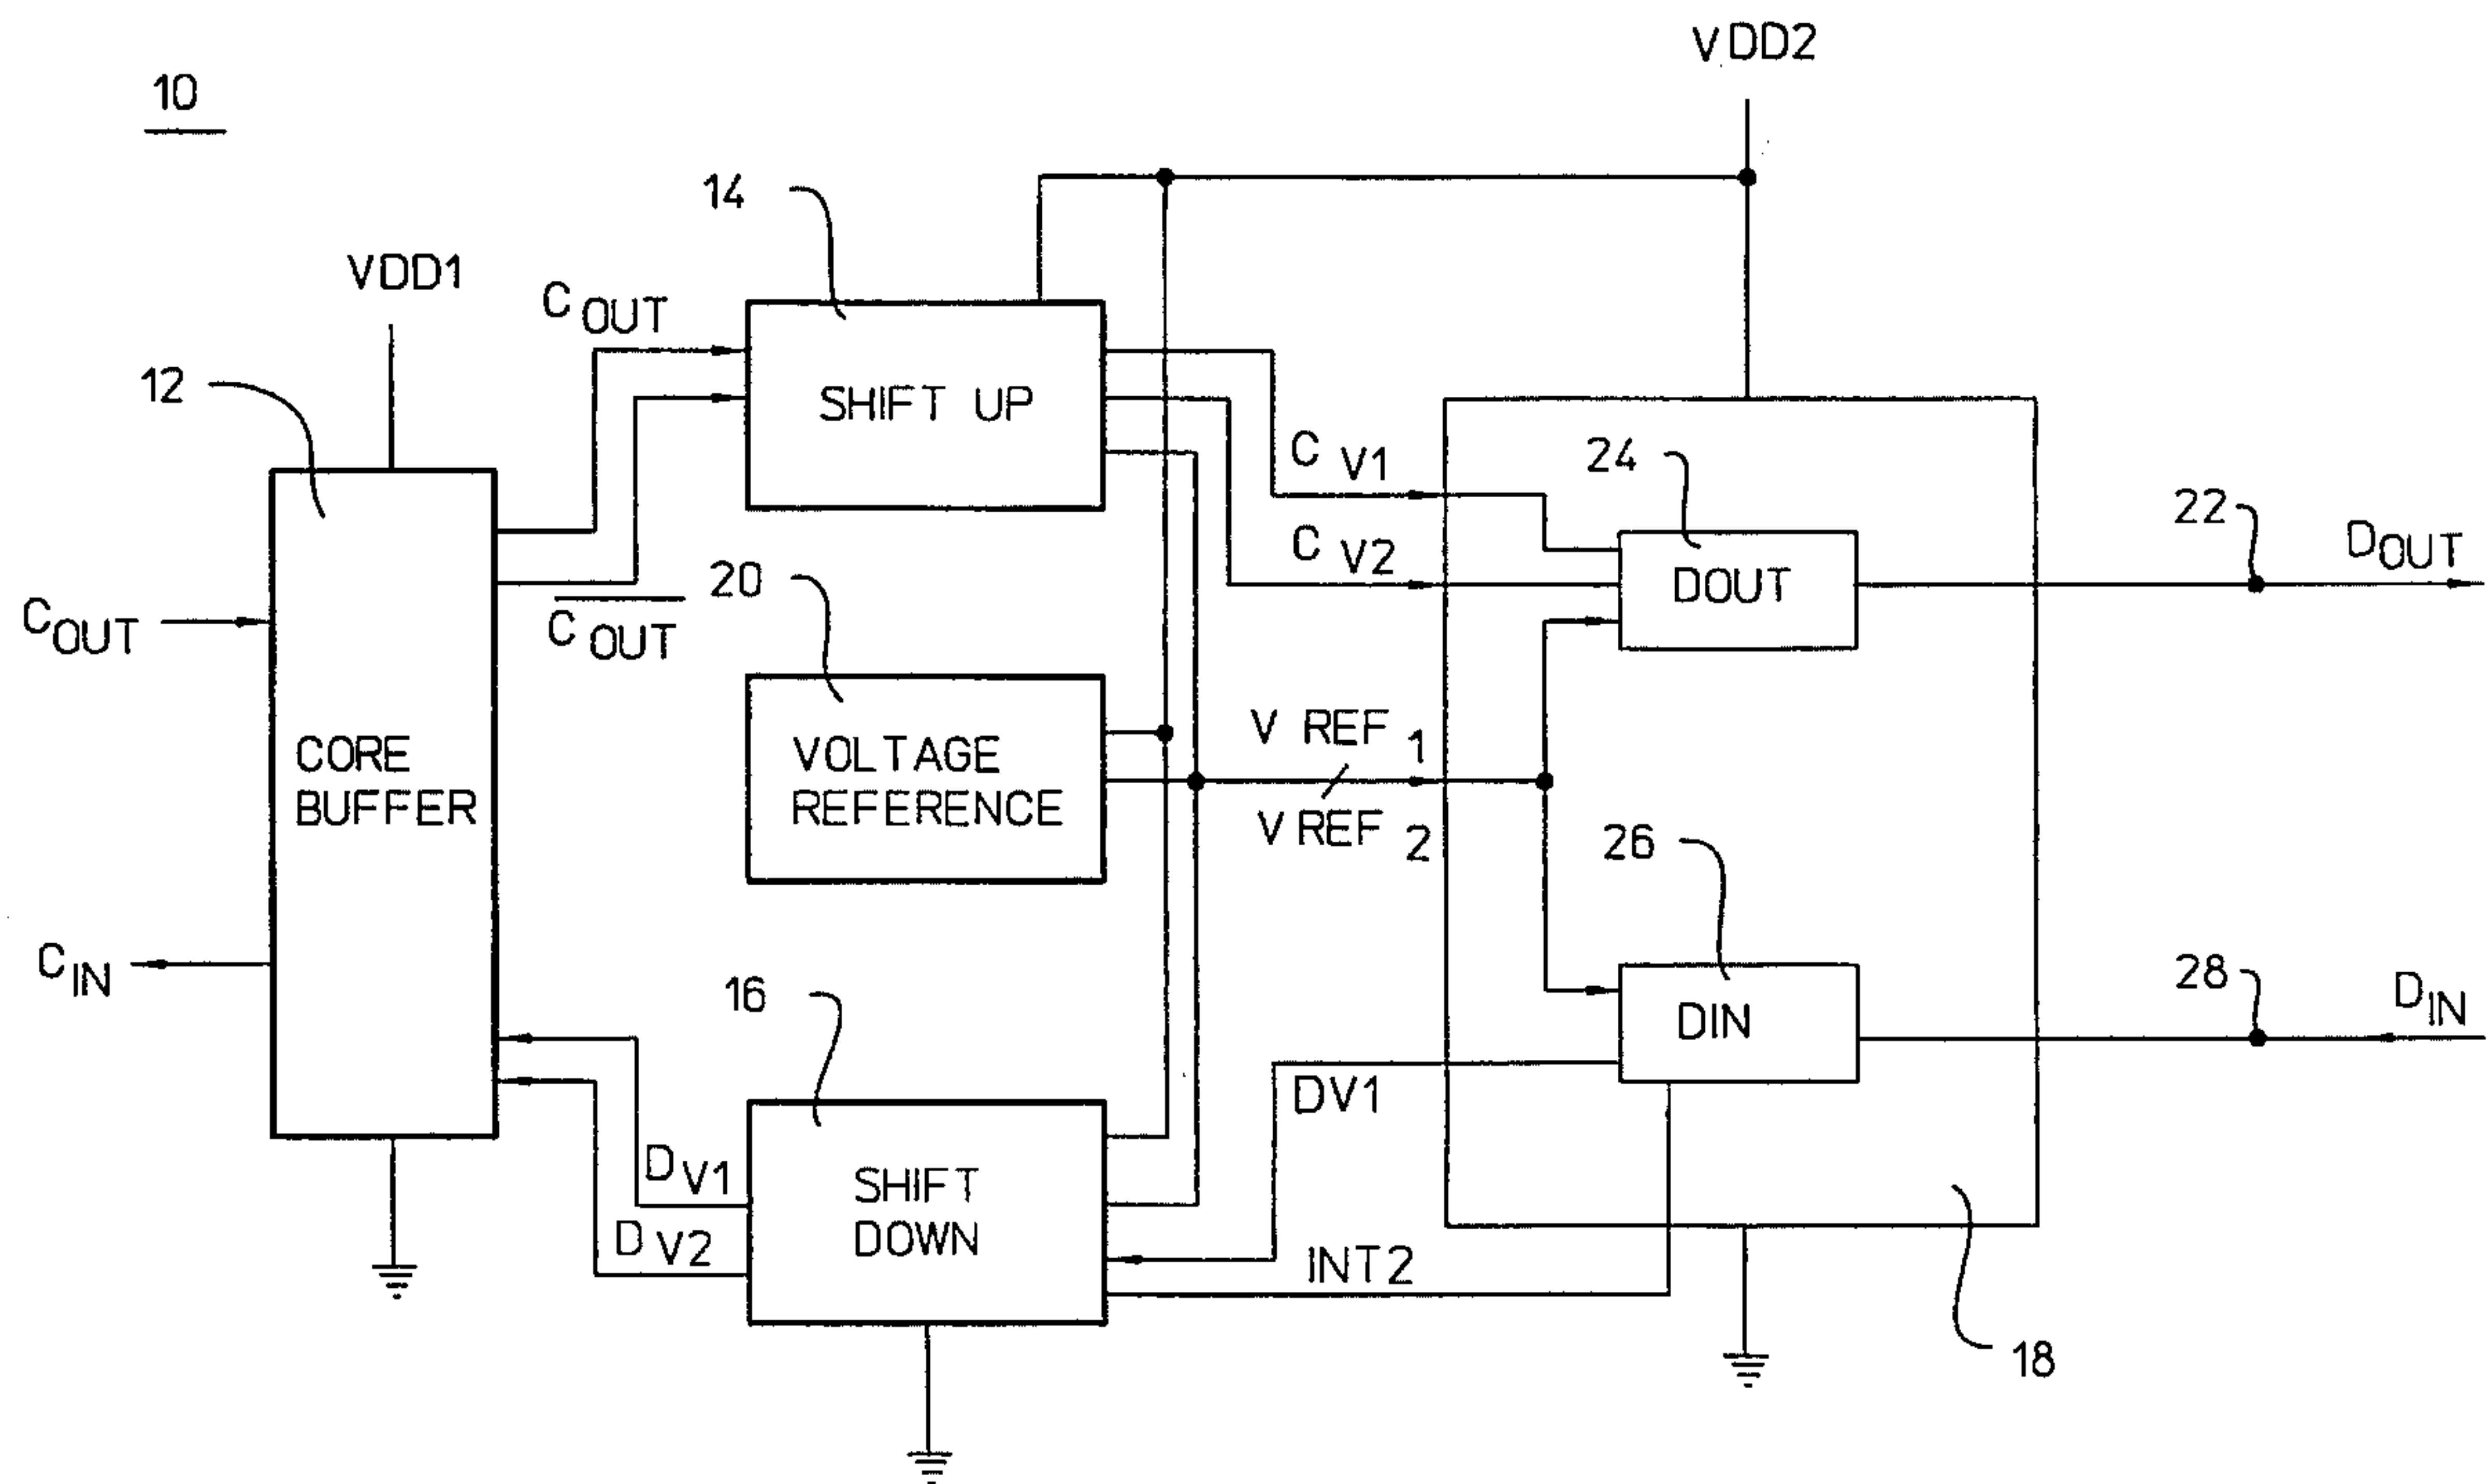 10
VDD2
14
VDD1
C OUT
12
SHIFT UP
C V1
24
22
D OUT
C V2
20
DOUT
C OUT
C OUT
V REF 1
CORE
BUFFER
VOLTAGE
REFERENCE
V REF 2
26
C IN
16
28
D IN
DIN
DV1
D V1
SHIFT
DOWN
D V2
INT2
18